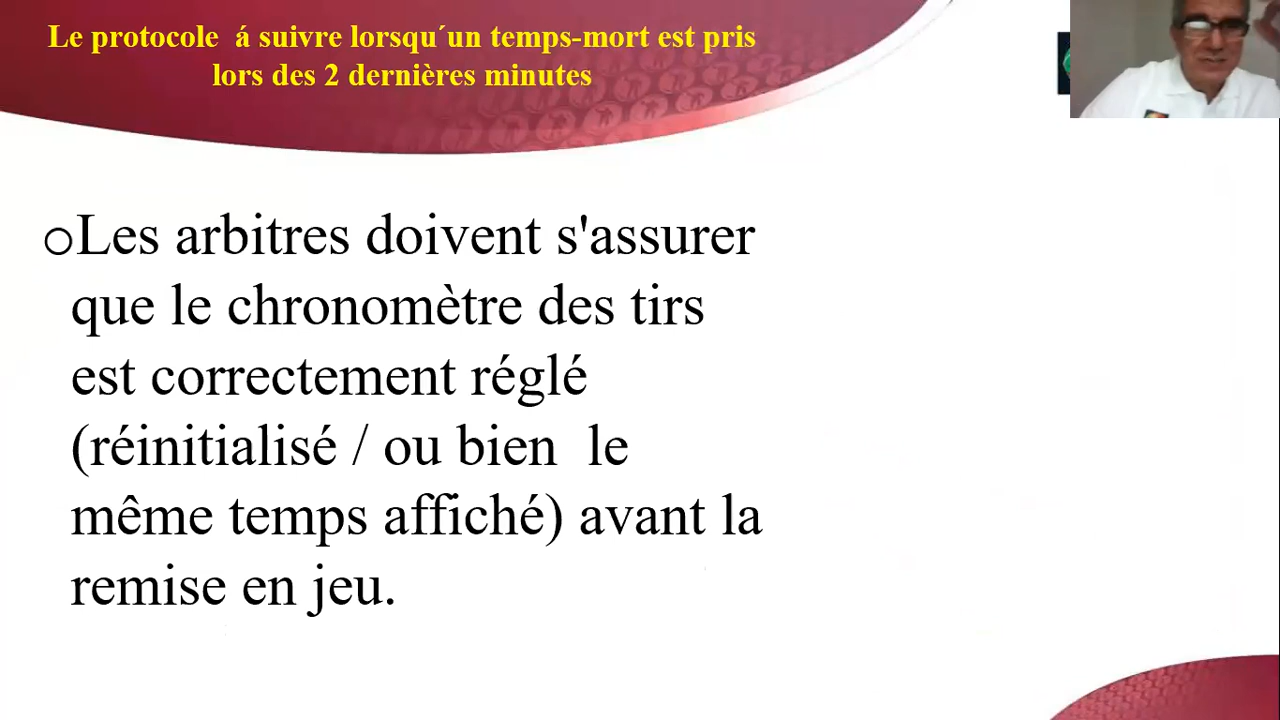 Le protocole á suivre lorsqu´un temps-mort est pris
lors des 2 dernières minutes
oLes arbitres doivent s'assurer
que le chronomètre des tirs
est correctement réglé
(réinitialisé / ou bien le
même temps affiché) avant la
remise en jeu.